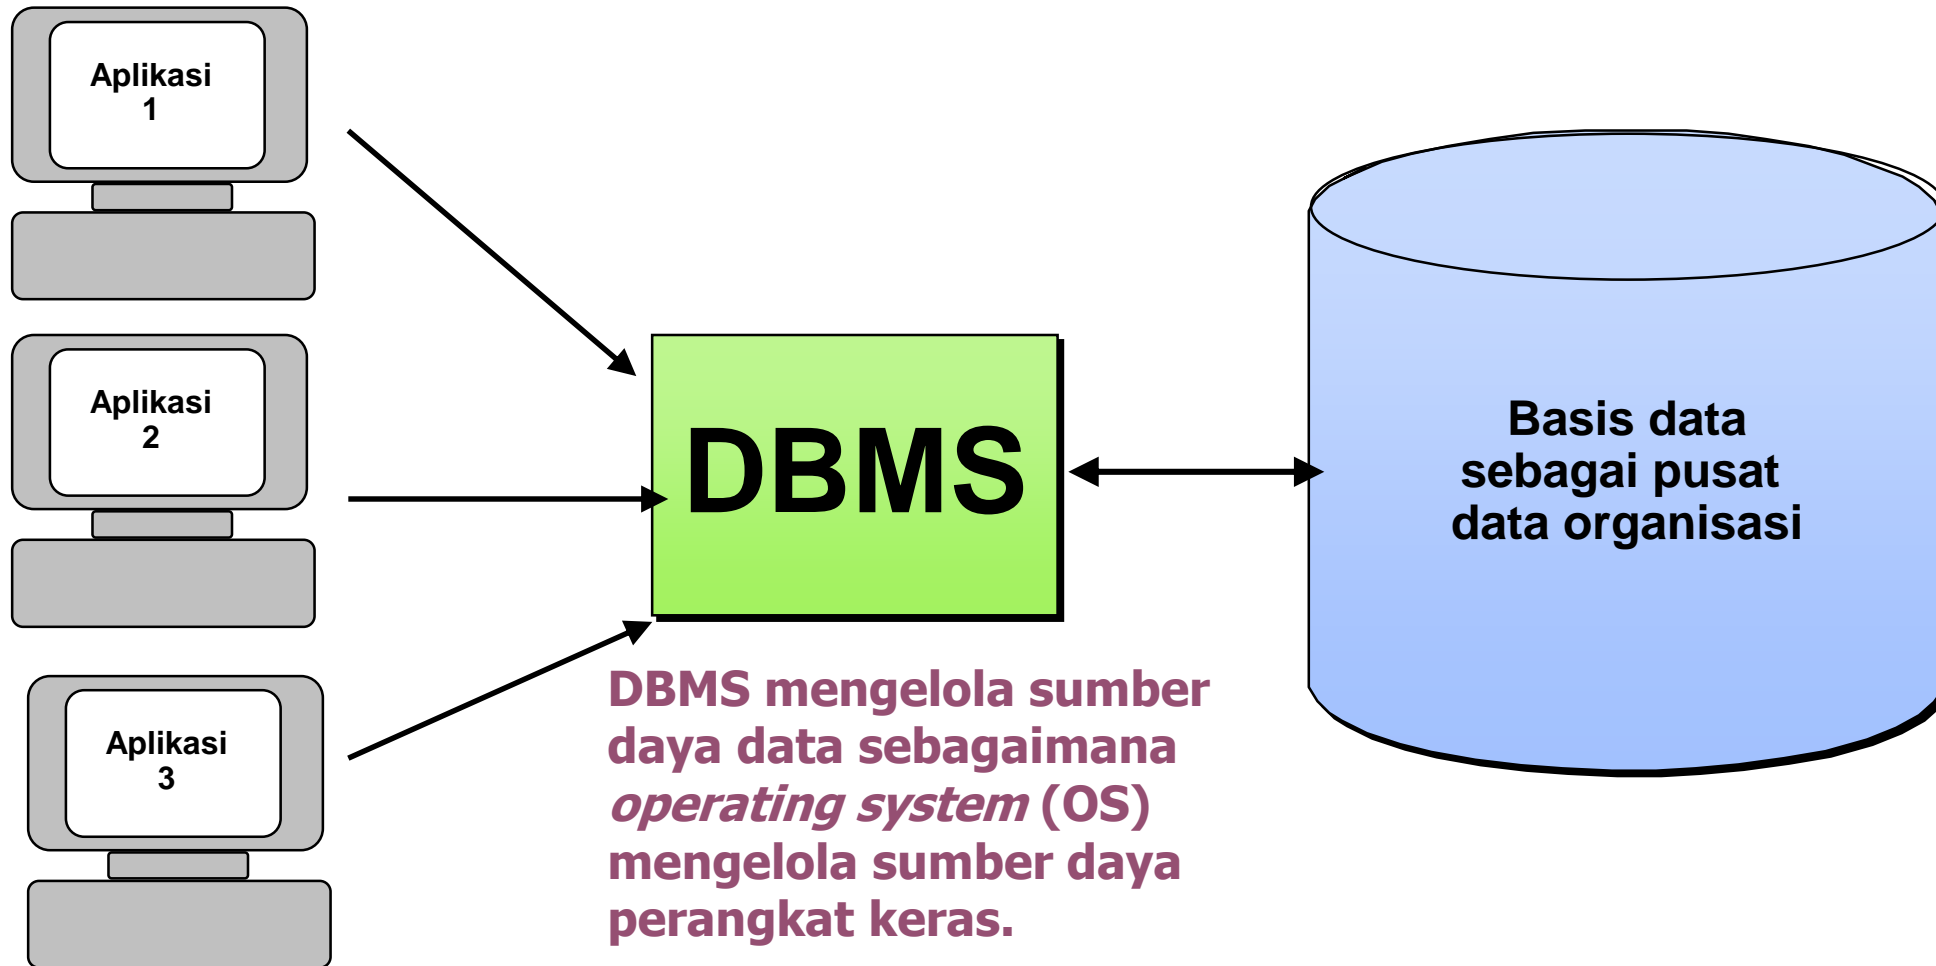 Aplikasi
1
Aplikasi
2
Aplikasi
3
DBMS
DBMS mengelola sumber
daya data sebagaimana
operating system (OS)
mengelola sumber daya
perangkat keras.
Basis data
sebagai pusat
data organisasi